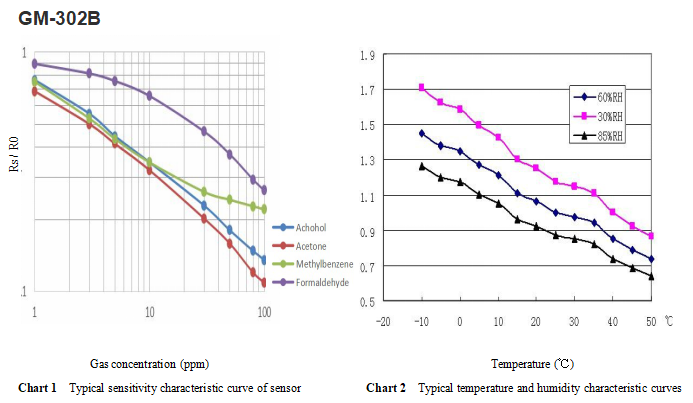 GM-302B
1
.1
Rs/ R0
1 10 100
Achohol
Acetone
Methylbenzene
Formaldehyde
Gas concentration (ppm)
Chart 1 Typical sensitivity characteristic curve of sensor
1.9
1.7
1.5
1.3
1.1
0.9
0.7
0.5
60%RH
30%RH
85%RH
-20 -10 0 10 20 30 40 50 ℃
Temperature (℃)
Chart 2 Typical temperature and humidity characteristic curves